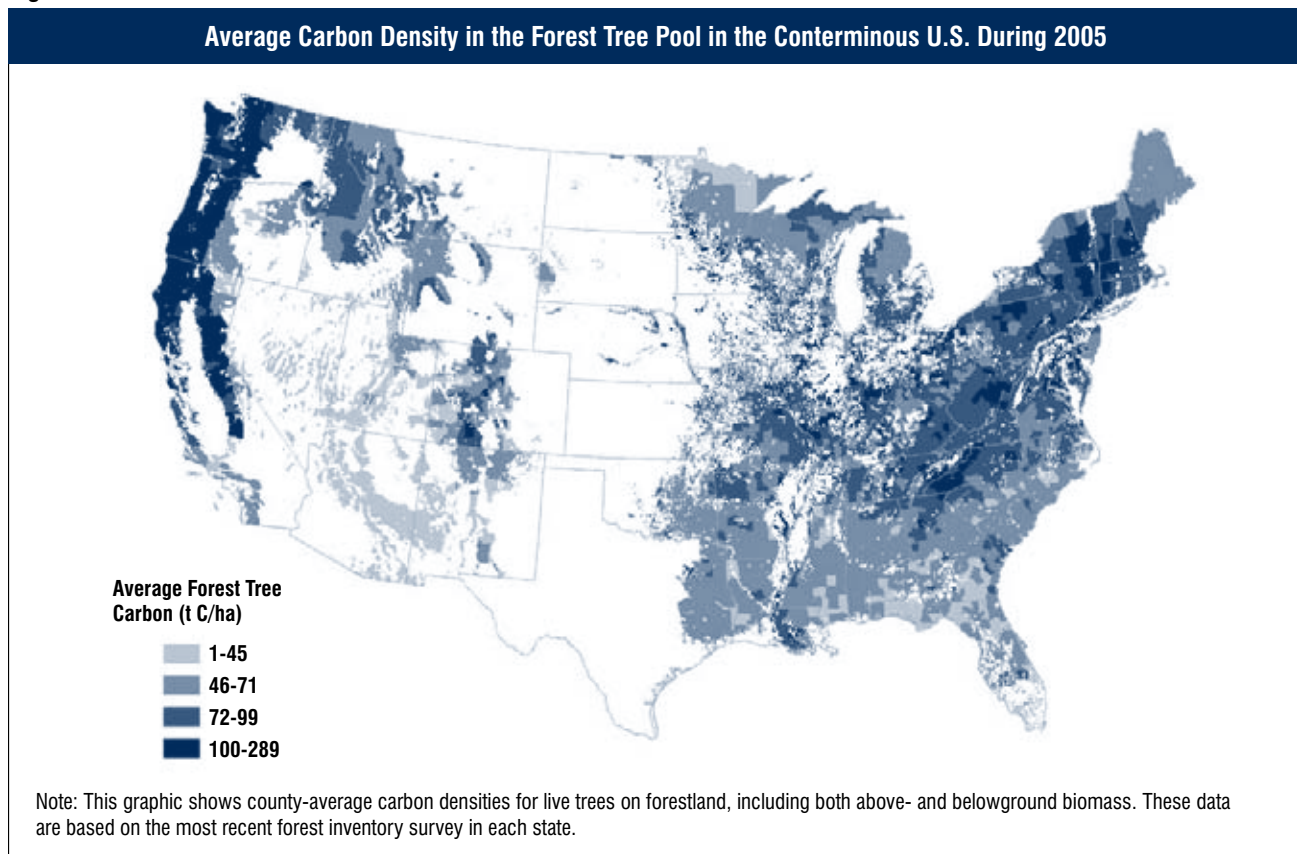 Average Carbon Density in the Forest Tree Pool in the Conterminous U.S. During 2005
Average Forest Tree
Carbon (t C/ha)
1-45
46-71
72-99
100-289
Note: This graphic shows county-average carbon densities for live trees on forestland, including both above- and belowground biomass. These data
are based on the most recent forest inventory survey in each state.